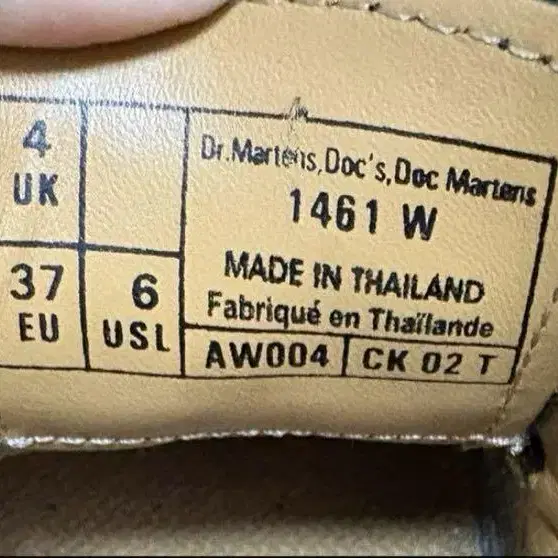 4
UK
37
EU
6
USL
Dr.Martens,Doc's,Doc Martens
1461 W
MADE IN THAILAND
Fabriqué en Thaïlande
AW004 CK 02 T